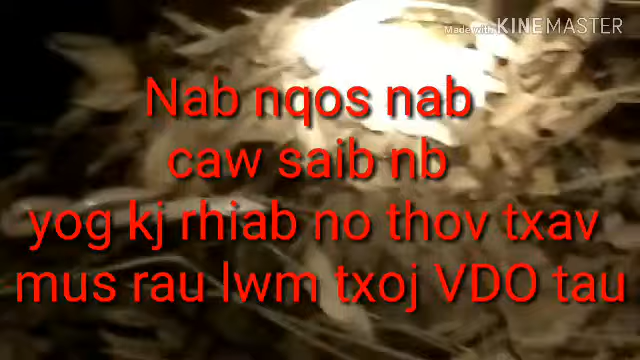 Made with KINEMASTER
Nab nqos nab
caw saib nb
yog kj rhiab no thov txav
mus rau lwm txoj VDO tau